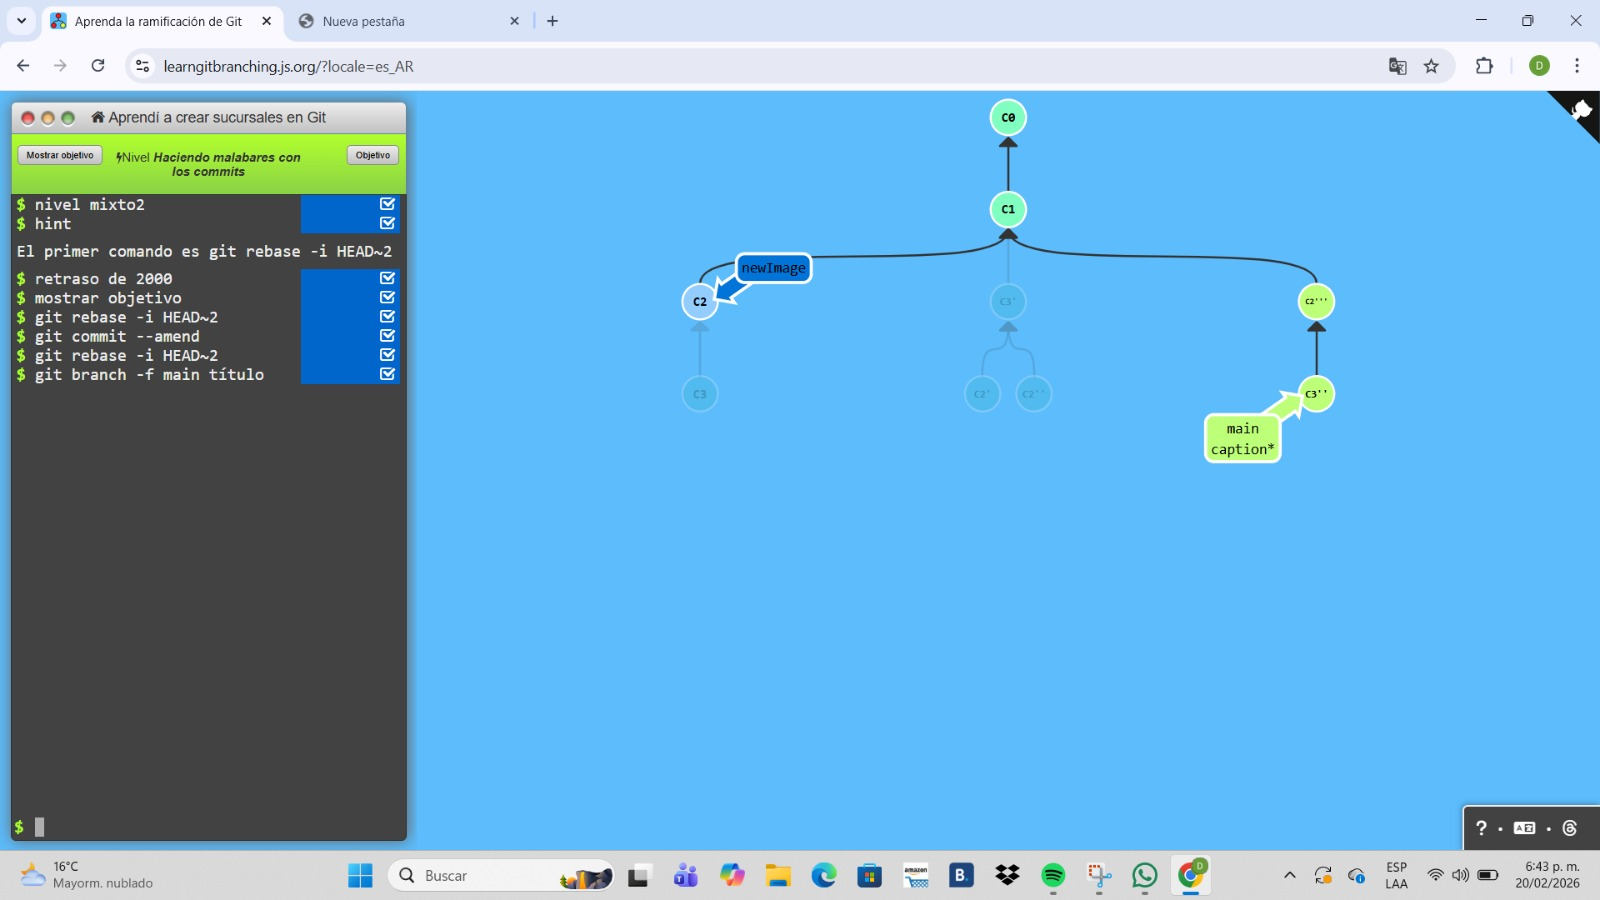 Aprenda la ramificación de Git
Nueva pestaña
learngitbranching.js.org/?locale=es_AR
D
Aprendí a crear sucursales en Git
Mostrar objetivo
Nivel Haciendo malabares con
los commits
Objetivo
$ nivel mixto2
$ hint
El primer comando es git rebase -i HEAD~2
$ retraso de 2000
$ mostrar objetivo
$ git rebase -i HEAD~2
$ git commit --amend
$ git rebase -i HEAD~2
$ git branch -f main título
$
C0
C1
newImage
C2
C3'
C2'''
C3
C2'
C2''
C3''
main
caption*
?
16°C
Mayorm. nublado
Buscar
amazon
B.
D
ESP
LAA
6:43 p. m.
20/02/2026